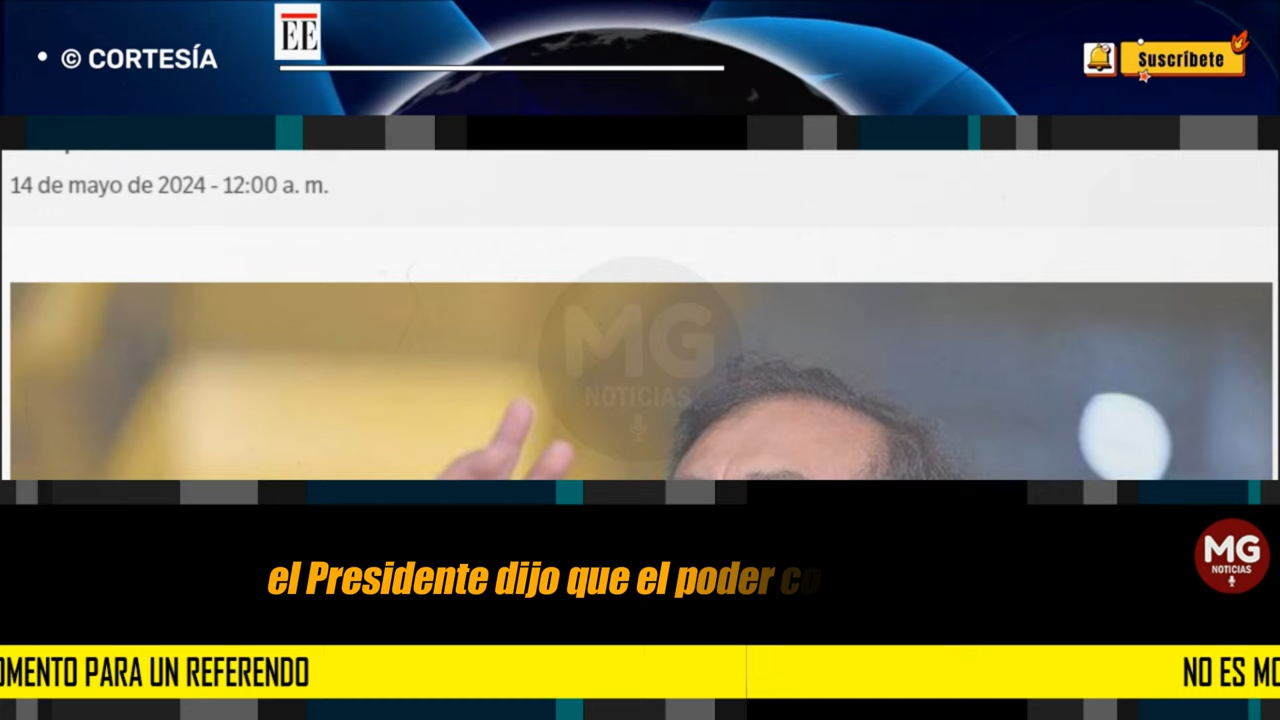 • © CORTESÍA
EE
Suscríbete
14 de mayo de 2024 - 12:00 a. m.
MG
NOTICIAS
el Presidente dijo que el poder co
MG
NOTICIAS
OMENTO PARA UN REFERENDO
NO ES MO